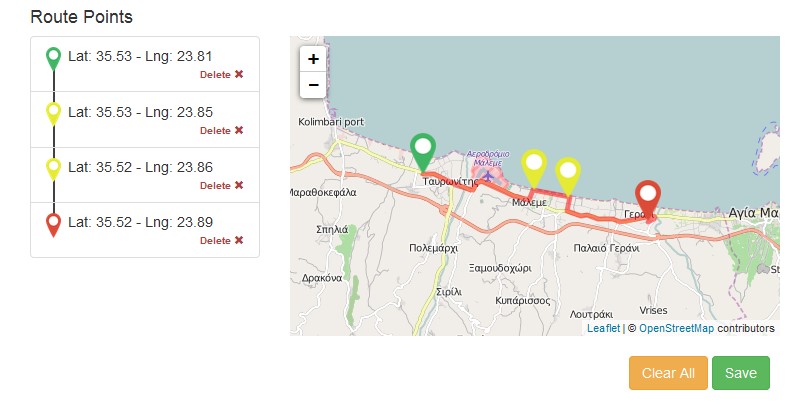 Route Points
Lat: 35.53 - Lng: 23.81
Delete ✖
Lat: 35.53 - Lng: 23.85
Delete ✖
Lat: 35.52 - Lng: 23.86
Delete ✖
Lat: 35.52 - Lng: 23.89
Delete ✖
+
-
Kolimbari port
Αεροδρόμιο
Μάλεμε
Ταυρωνίτης
Μαραθοκεφάλα
Μάλεμε
Γεράνι
Αγία Μα
Σπηλιά
Πολεμάρχι
Παλαιό Γεράνι
Ξαμουδοχώρι
Δρακόνα
Σιρίλι
Κυπάρισσος
St
Λουτράκι
Vrises
Leaflet | © OpenStreetMap contributors
Clear All
Save